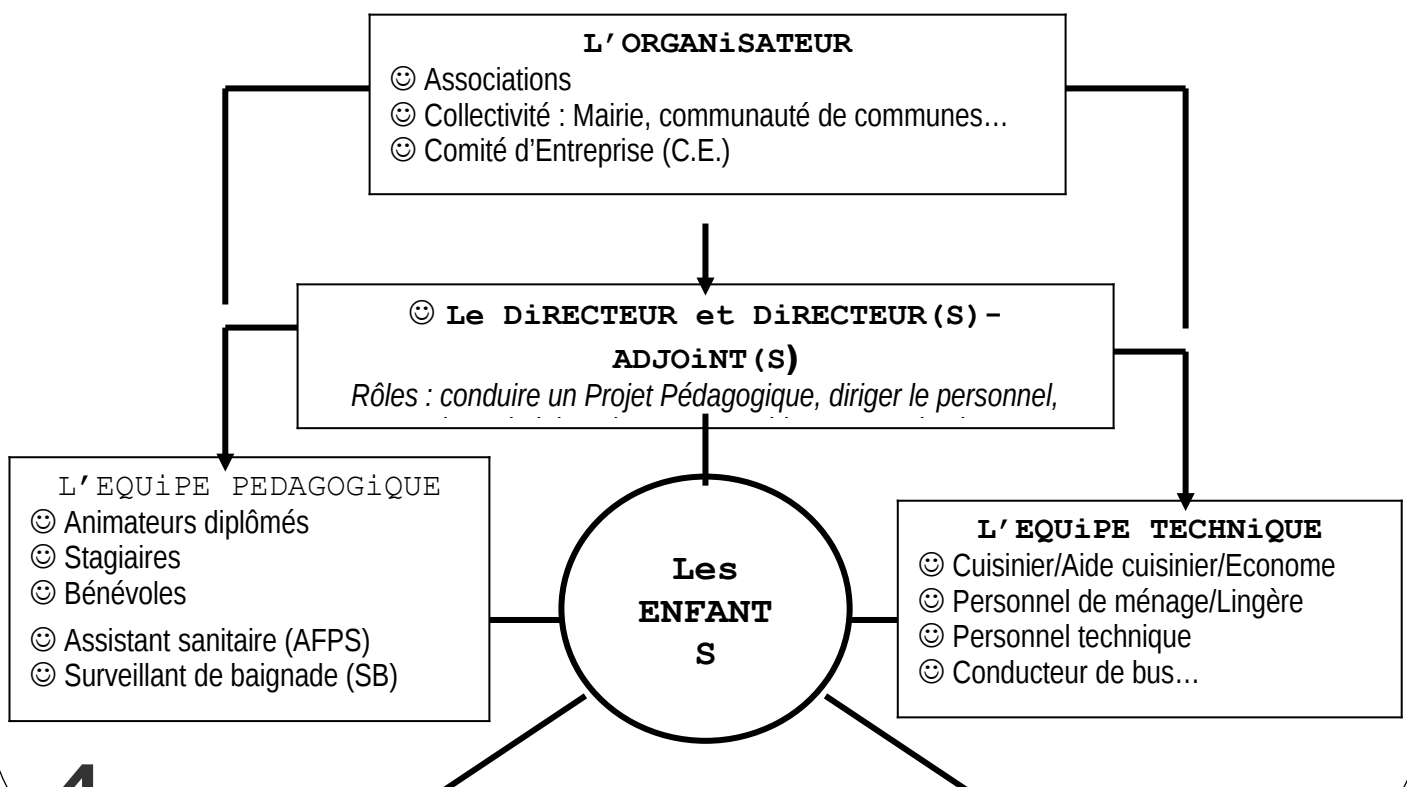 L'ORGANiSATEUR
☺ Associations
☺ Collectivité : Mairie, communauté de communes…
☺ Comité d'Entreprise (C.E.)
☺ Le DiRECTEUR et DiRECTEUR(S)-
ADJOiNT(S)
Rôles : conduire un Projet Pédagogique, diriger le personnel,
L'EQUiPE PEDAGOGiQUE
☺ Animateurs diplômés
☺ Stagiaires
☺ Bénévoles
☺ Assistant sanitaire (AFPS)
☺ Surveillant de baignade (SB)
Les
ENFANT
S
L'EQUiPE TECHNiQUE
☺ Cuisinier/Aide cuisinier/Econome
☺ Personnel de ménage/Lingère
☺ Personnel technique
☺ Conducteur de bus…